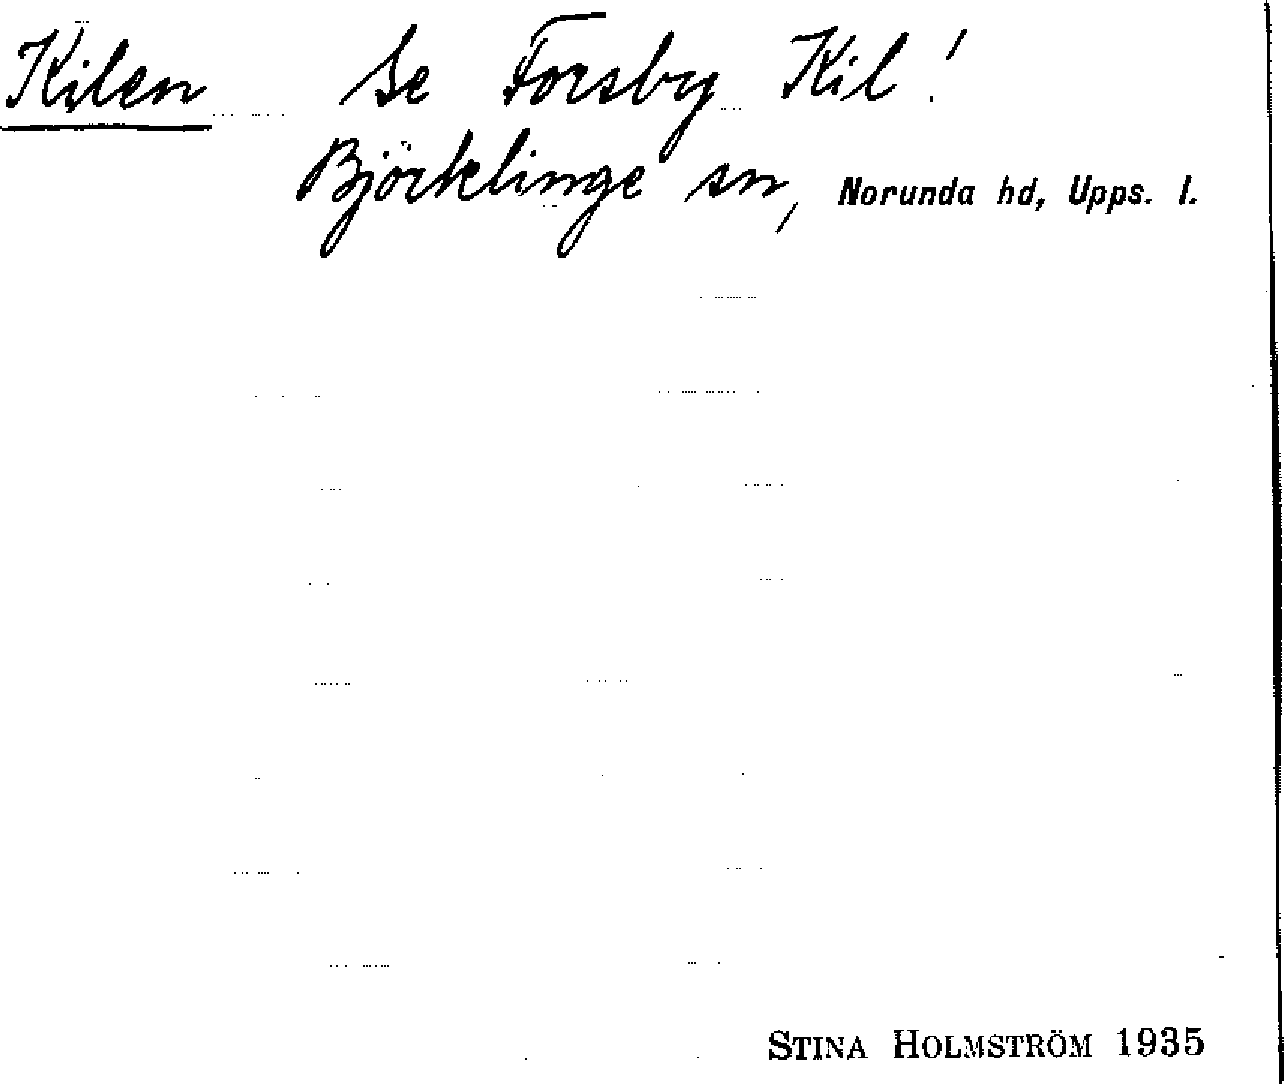 Kilen Se Forsby Kil!
Björklinge sn, Norunda hd, Upps. l.
STINA HOLMSTRÖM 1935